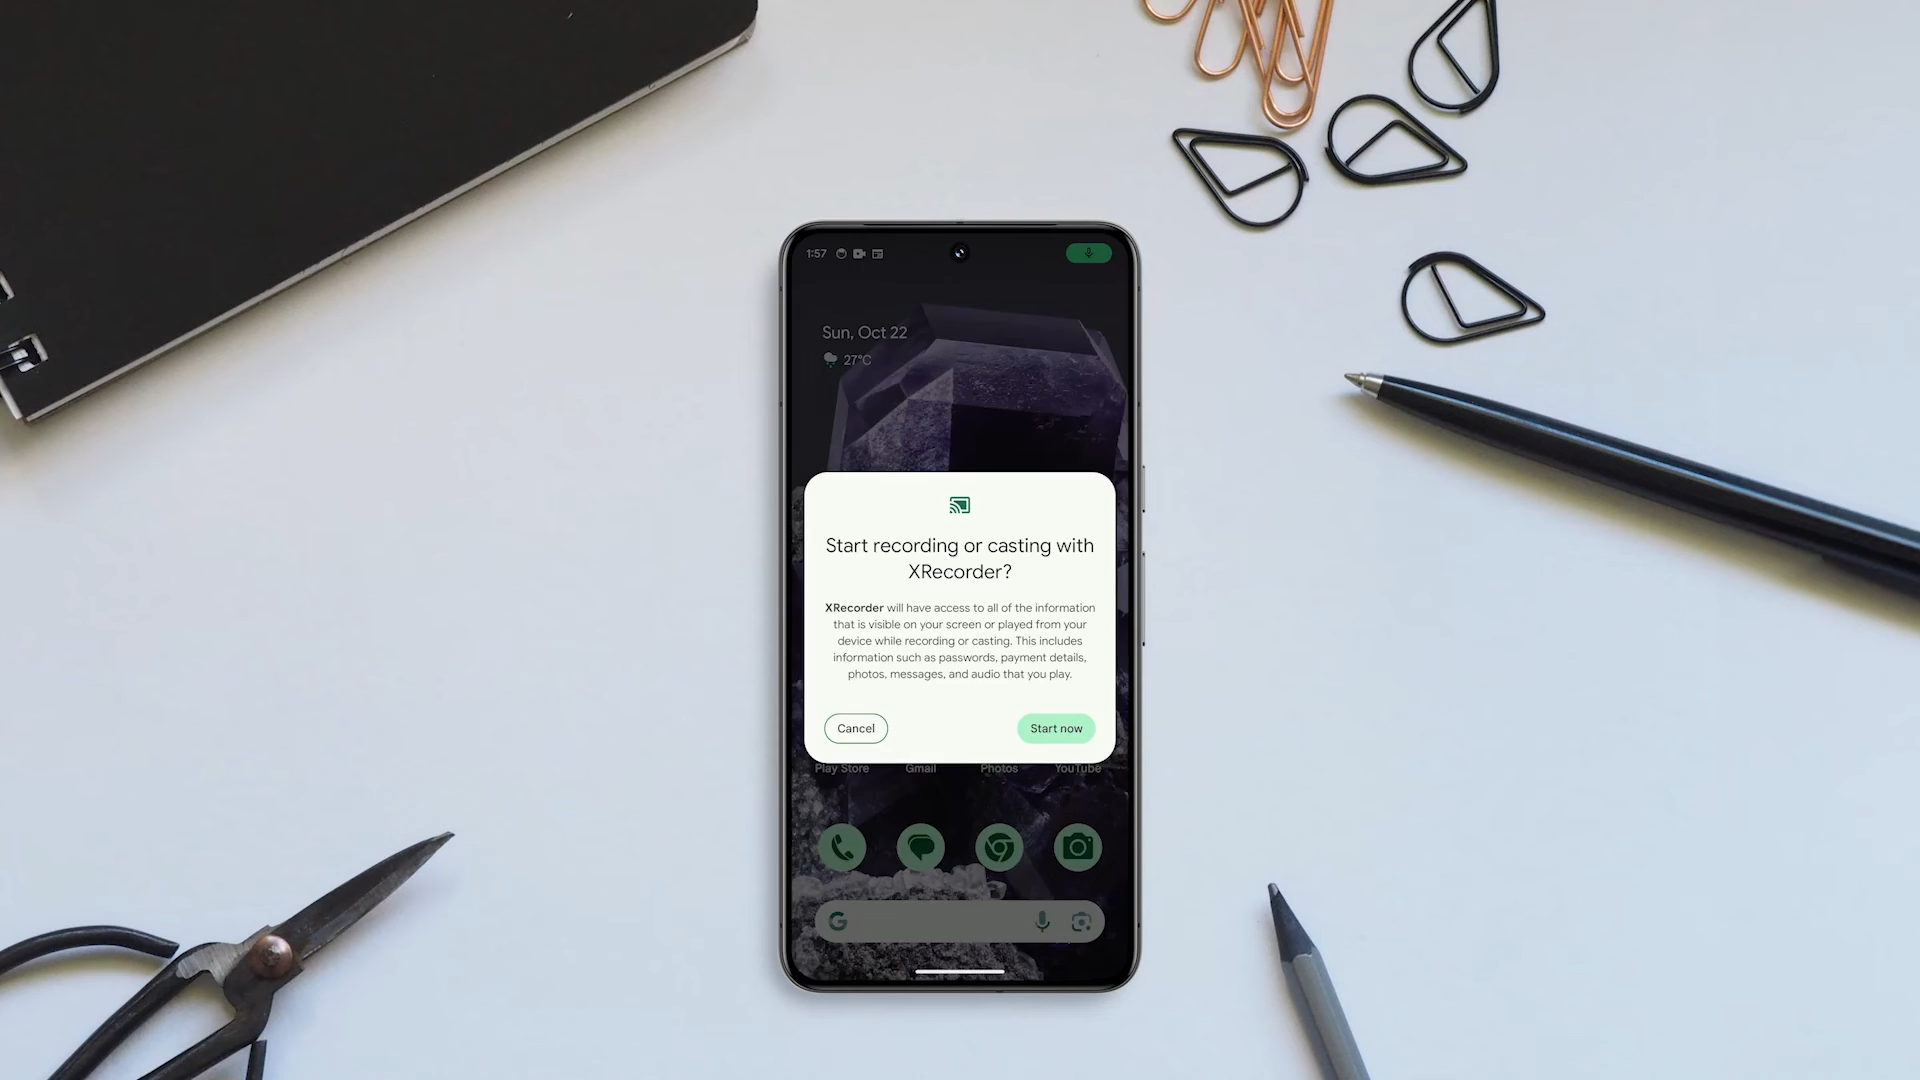 1:57
Sun, Oct 22
27°C
Start recording or casting with
XRecorder?
XRecorder will have access to all of the information
that is visible on your screen or played from your
device while recording or casting. This includes
information such as passwords, payment details,
photos, messages, and audio that you play.
Cancel Start now
Play Store Gmail Photos YouTube